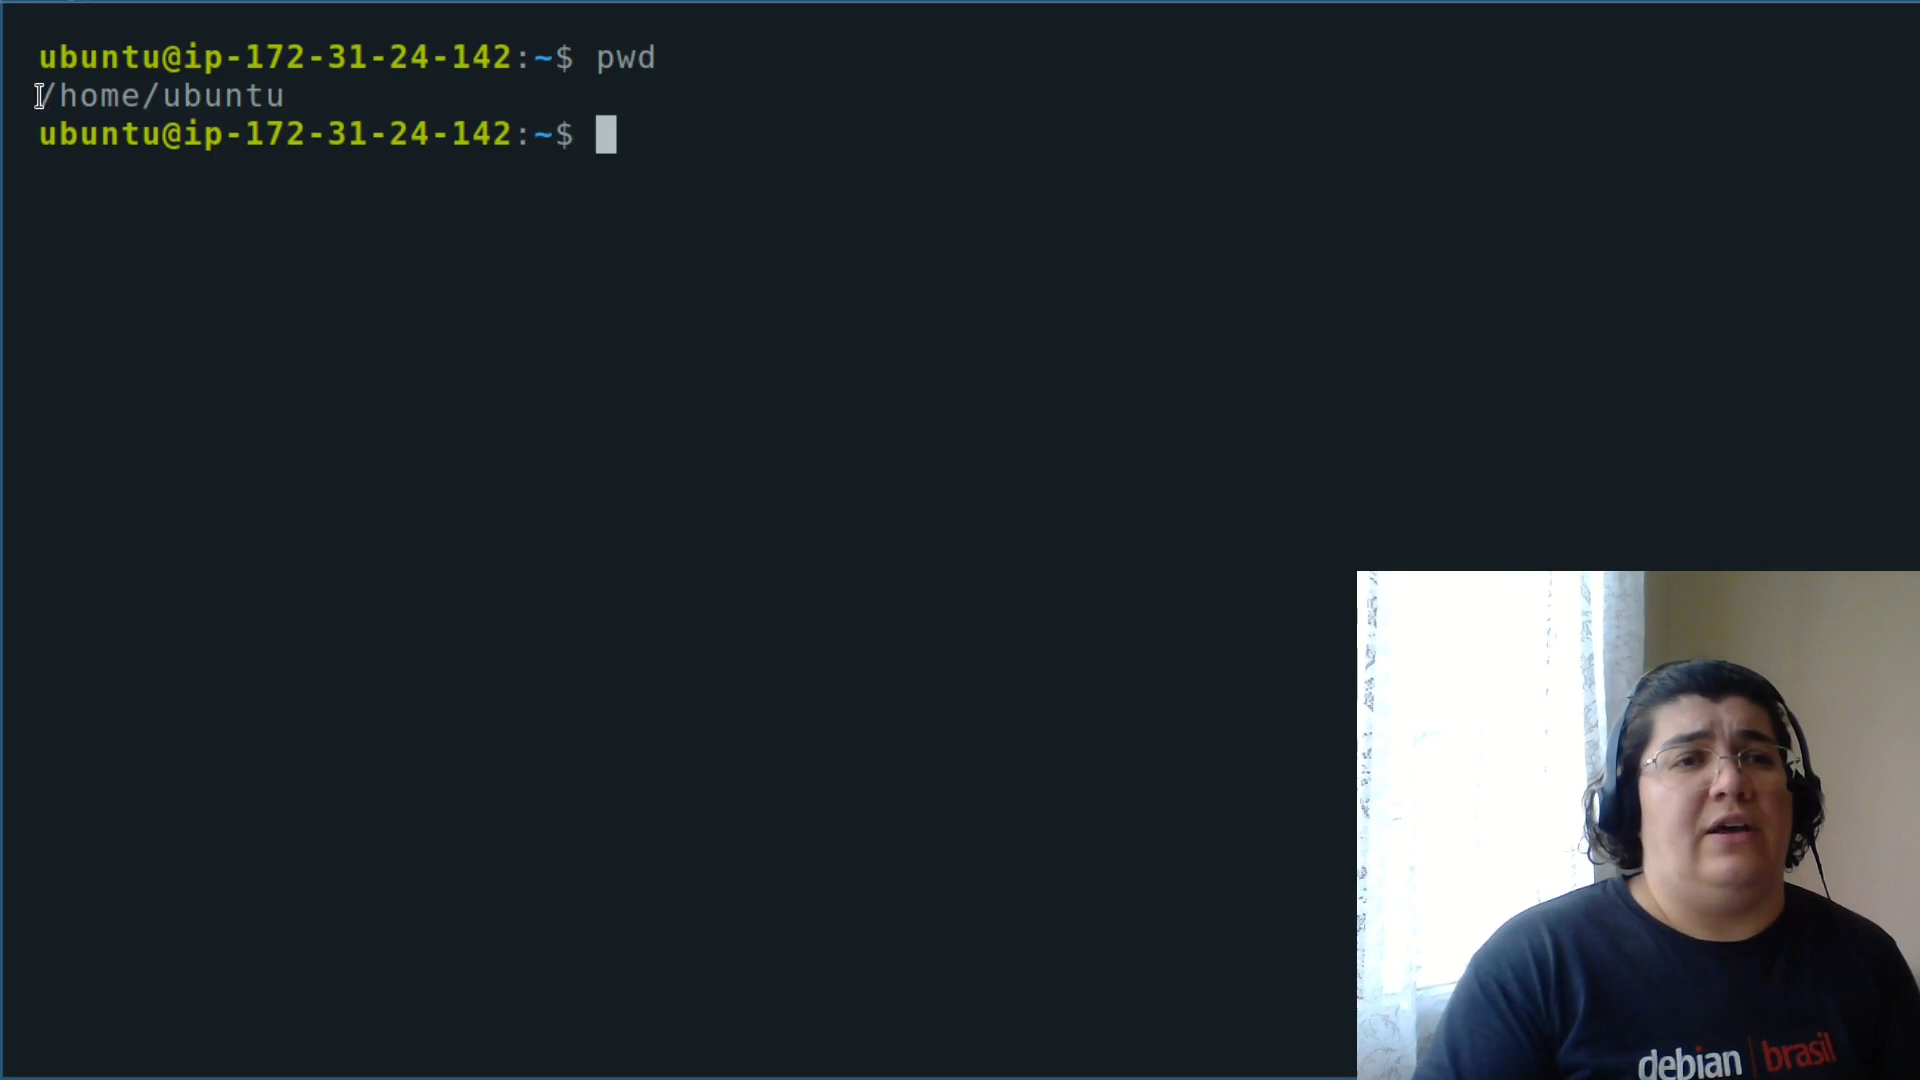 ubuntu@ip-172-31-24-142:~$ pwd
/home/ubuntu
ubuntu@ip-172-31-24-142:~$
debian | brasil